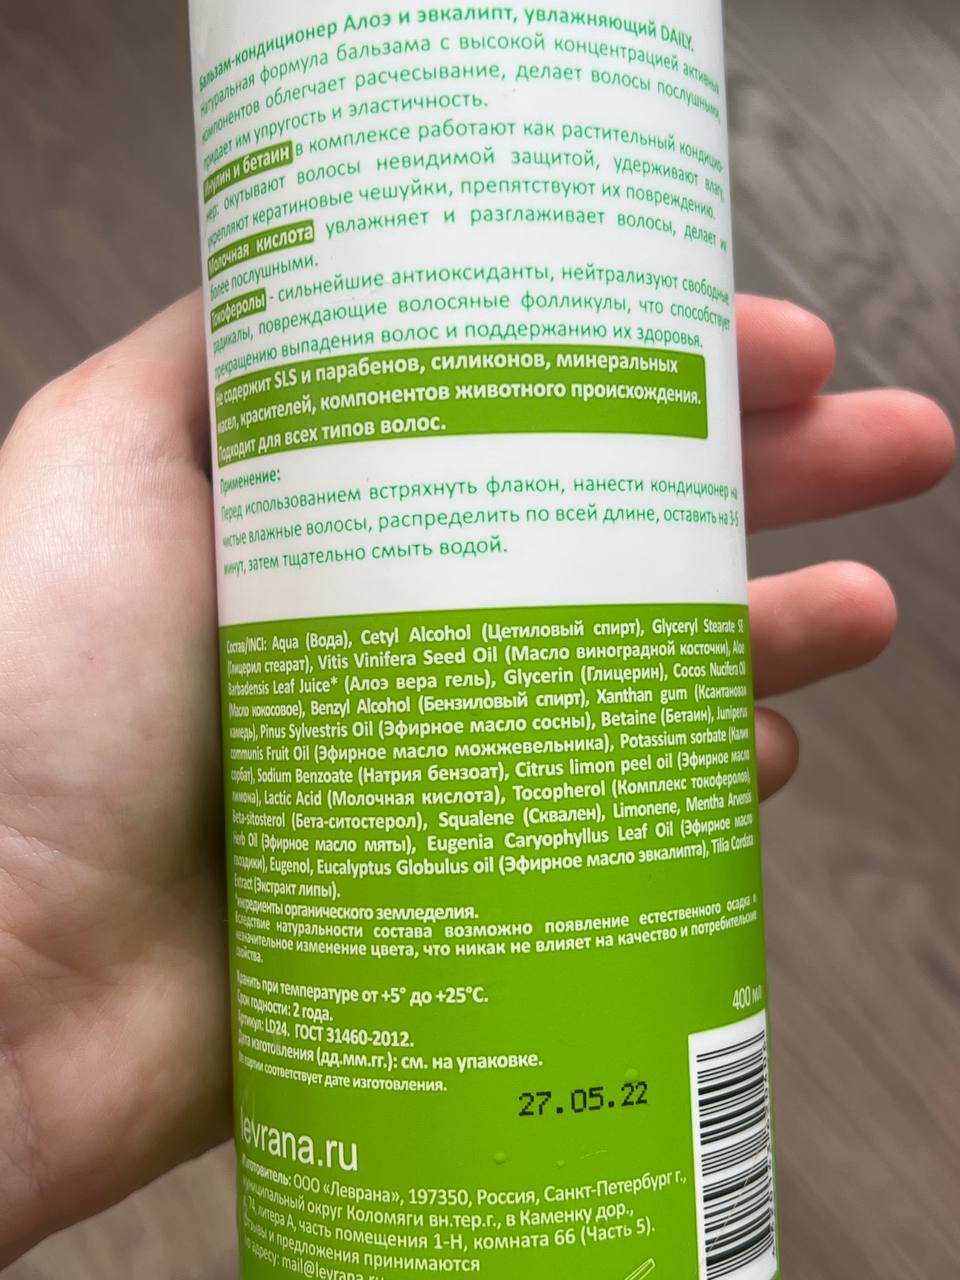 Бальзам-кондиционер Алоэ и эвкалипт, увлажняющий DAILY.
Натуральная формула бальзама с высокой концентрацией активных
компонентов облегчает расчесывание, делает волосы послушными,
придает им упругость и эластичность.
Инулин и бетаин в комплексе работают как растительный кондицио-
нер: окутывают волосы невидимой защитой, удерживают влагу,
укрепляют кератиновые чешуйки, препятствуют их повреждению.
Молочная кислота увлажняет и разглаживает волосы, делает их
более послушными.
Токоферолы - сильнейшие антиоксиданты, нейтрализуют свободные
радикалы, повреждающие волосяные фолликулы, что способствует
прекращению выпадения волос и поддержанию их здоровья.
Не содержит SLS и парабенов, силиконов, минеральных
масел, красителей, компонентов животного происхождения.
Подходит для всех типов волос.
Применение:
Перед использованием встряхнуть флакон, нанести кондиционер на
чистые влажные волосы, распределить по всей длине, оставить на 3-5
минут, затем тщательно смыть водой.
Состав/INCI: Aqua (Вода), Cetyl Alcohol (Цетиловый спирт), Glyceryl Stearate SE
(Глицерил стеарат), Vitis Vinifera Seed Oil (Масло виноградной косточки), Aloe
Barbadensis Leaf Juice* (Алоэ вера гель), Glycerin (Глицерин), Cocos Nucifera Oil
(Масло кокосовое), Benzyl Alcohol (Бензиловый спирт), Xanthan gum (Ксантановая
камедь), Pinus Sylvestris Oil (Эфирное масло сосны), Betaine (Бетаин), Juniperus
communis Fruit Oil (Эфирное масло можжевельника), Potassium sorbate (Калия
сорбат), Sodium Benzoate (Натрия бензоат), Citrus limon peel oil (Эфирное масло
лимона), Lactic Acid (Молочная кислота), Tocopherol (Комплекс токоферолов),
Beta-sitosterol (Бета-ситостерол), Squalene (Сквален), Limonene, Mentha Arvensis
Herb Oil (Эфирное масло мяты), Eugenia Caryophyllus Leaf Oil (Эфирное масло
гвоздики), Eugenol, Eucalyptus Globulus oil (Эфирное масло эвкалипта), Tilia Cordata
Extract (Экстракт липы).
*ингредиенты органического земледелия.
Вследствие натуральности состава возможно появление естественного осадка и
незначительное изменение цвета, что никак не влияет на качество и потребительские
свойства.
Хранить при температуре от +5° до +25°C.
Срок годности: 2 года.
400 мл
Артикул: LD24. ГОСТ 31460-2012.
Дата изготовления (дд.мм.гг.): см. на упаковке.
№ партии соответствует дате изготовления.
27.05.22
levrana.ru
Изготовитель: ООО «Леврана», 197350, Россия, Санкт-Петербург г.,
муниципальный округ Коломяги вн.тер.г., в Каменку дор.,
74, литера А, часть помещения 1-Н, комната 66 (Часть 5).
Отзывы и предложения принимаются
по адресу: mail@levrana.ru